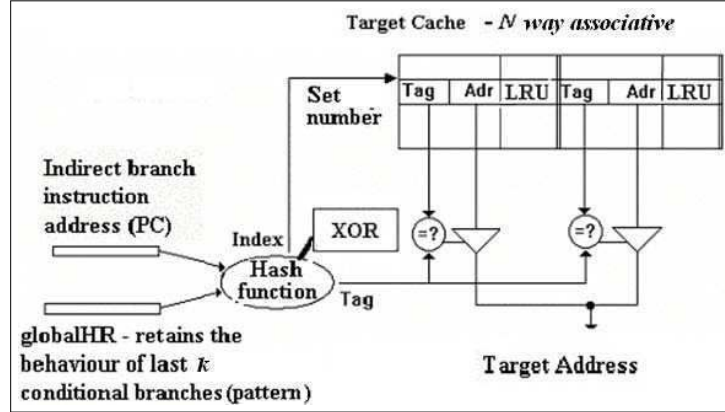 Target Cache - N way associative
Tag Adr LRU Tag Adr LRU
Set
number
Indirect branch
instruction
address (PC)
Index
XOR
=?
=?
Hash
function
Tag
globalHR - retains the
behaviour of last k
conditional branches (pattern)
Target Address